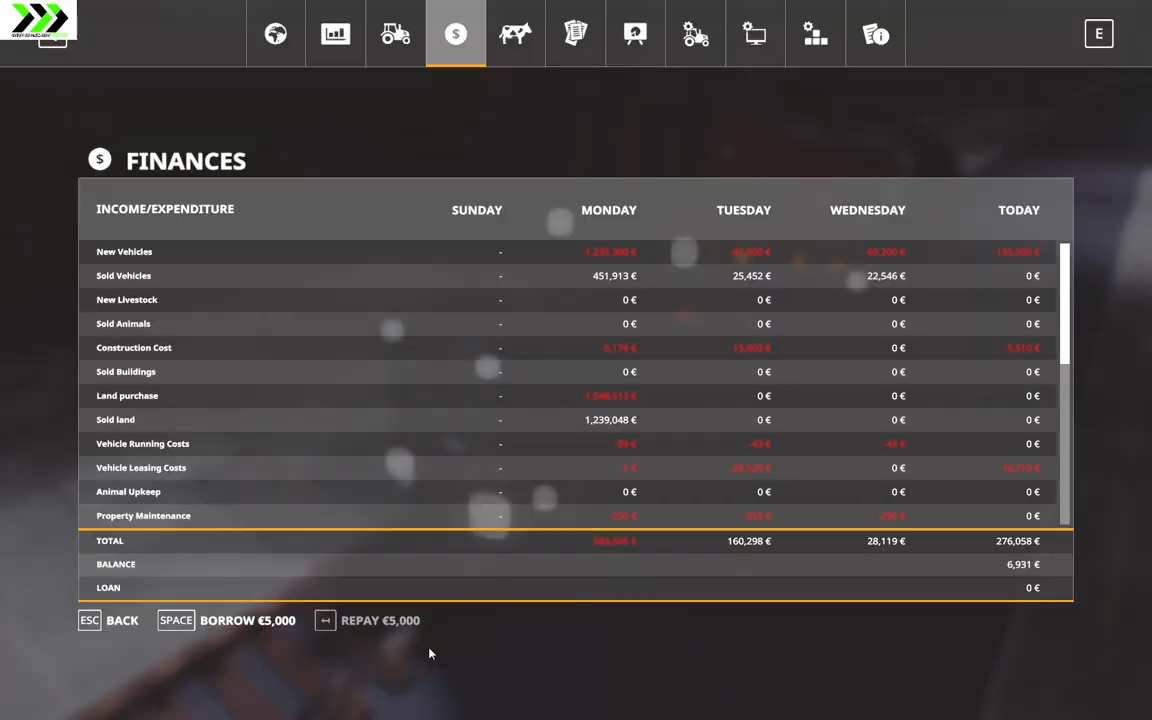 E
$ FINANCES
INCOME/EXPENDITURE SUNDAY MONDAY TUESDAY WEDNESDAY TODAY
New Vehicles -
Sold Vehicles - 451,913 € 25,452 € 22,546 € 0 €
New Livestock - 0 € 0 € 0 € 0 €
Sold Animals - 0 € 0 € 0 € 0 €
Construction Cost - 0 €
Sold Buildings - 0 € 0 € 0 € 0 €
Land purchase - 0 € 0 € 0 €
Sold land - 1,239,048 € 0 € 0 € 0 €
Vehicle Running Costs - 0 €
Vehicle Leasing Costs - 0 €
Animal Upkeep - 0 € 0 € 0 € 0 €
Property Maintenance - 0 €
TOTAL 160,298 € 28,119 € 276,058 €
BALANCE 6,931 €
LOAN 0 €
ESC BACK SPACE BORROW €5,000 REPAY €5,000